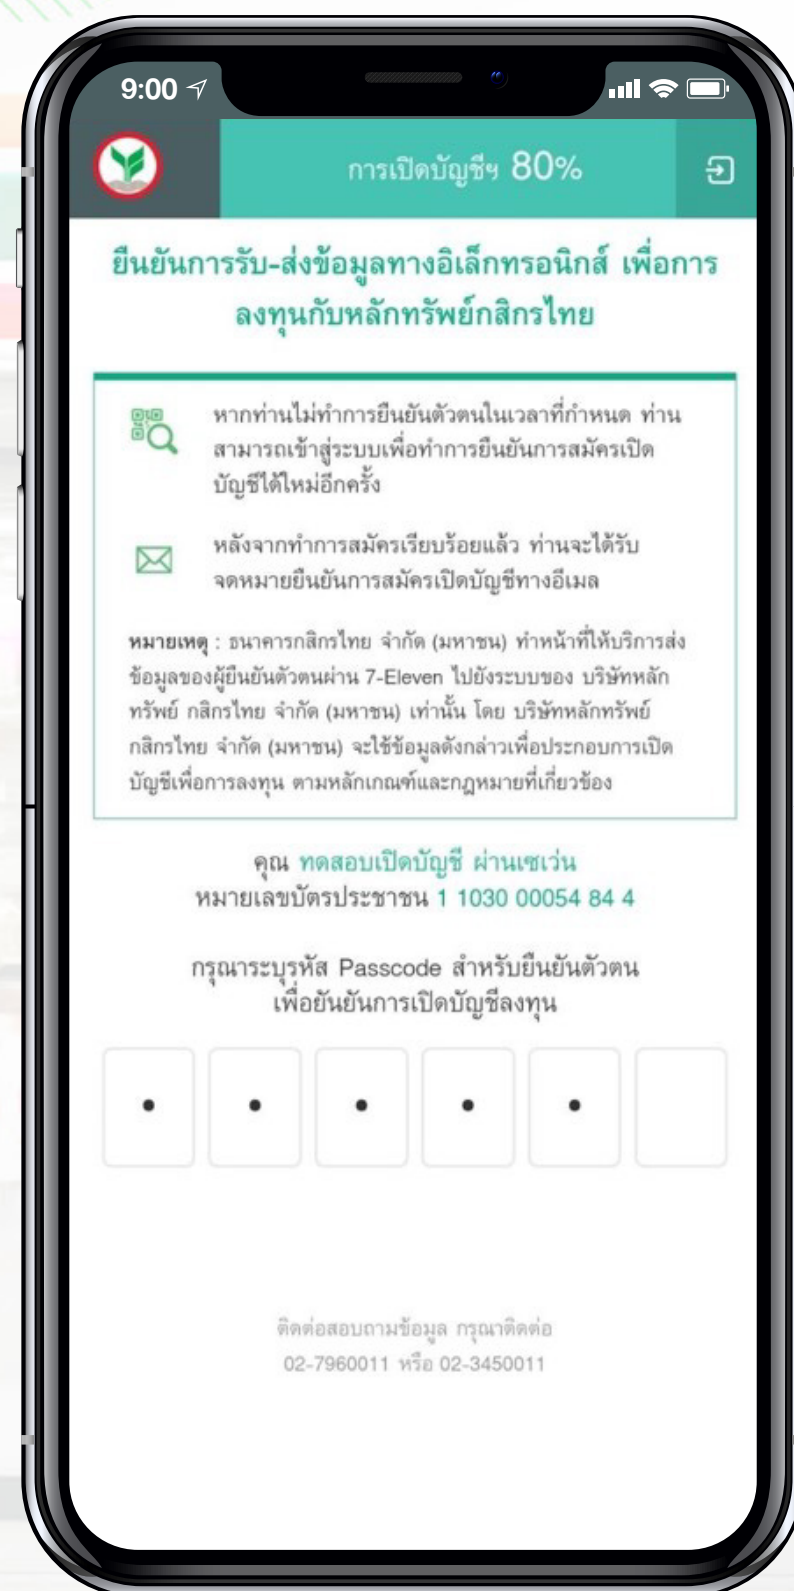 9:00
การเปิดบัญชีฯ 80%
ยืนยันการรับ-ส่งข้อมูลทางอิเล็กทรอนิกส์ เพื่อการ
ลงทุนกับหลักทรัพย์กสิกรไทย
หากท่านไม่ทำการยืนยันตัวตนในเวลาที่กำหนด ท่าน
สามารถเข้าสู่ระบบเพื่อทำการยืนยันการสมัครเปิด
บัญชีได้ใหม่อีกครั้ง
หลังจากทำการสมัครเรียบร้อยแล้ว ท่านจะได้รับ
จดหมายยืนยันการสมัครเปิดบัญชีทางอีเมล
หมายเหตุ : ธนาคารกสิกรไทย จำกัด (มหาชน) ทำหน้าที่ให้บริการส่ง
ข้อมูลของผู้ยืนยันตัวตนผ่าน 7-Eleven ไปยังระบบของ บริษัทหลัก
ทรัพย์ กสิกรไทย จำกัด (มหาชน) เท่านั้น โดย บริษัทหลักทรัพย์
กสิกรไทย จำกัด (มหาชน) จะใช้ข้อมูลดังกล่าวเพื่อประกอบการเปิด
บัญชีเพื่อการลงทุน ตามหลักเกณฑ์และกฎหมายที่เกี่ยวข้อง
คุณ ทดสอบเปิดบัญชี ผ่านเซเว่น
หมายเลขบัตรประชาชน 1 1030 00054 84 4
กรุณาระบุรหัส Passcode สำหรับยืนยันตัวตน
เพื่อยันยันการเปิดบัญชีลงทุน
ติดต่อสอบถามข้อมูล กรุณาติดต่อ
02-7960011 หรือ 02-3450011